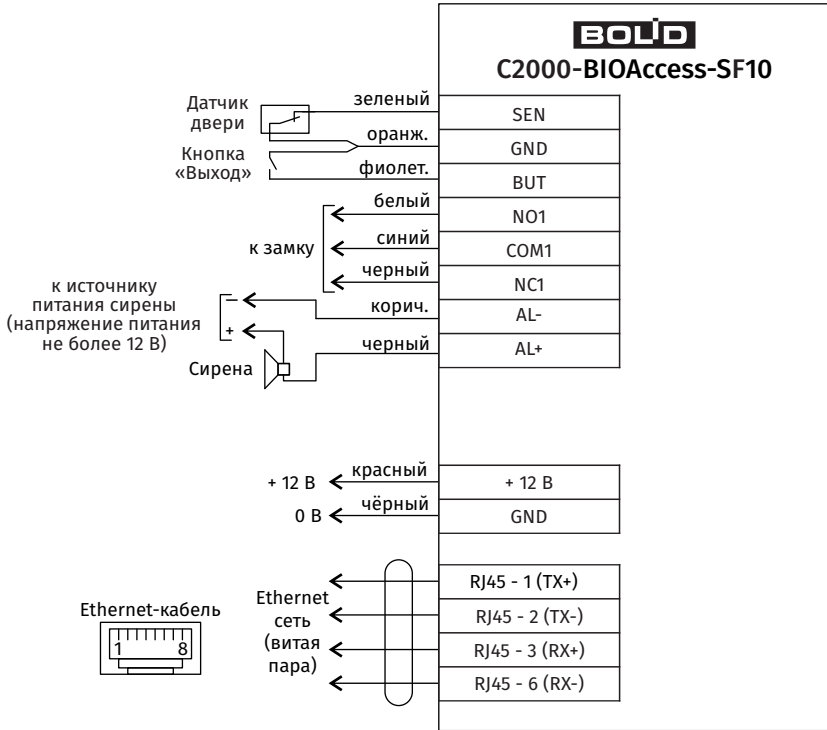 BOLID
C2000-BIOAccess-SF10
Датчик
двери
зеленый
SEN
оранж.
GND
Кнопка
«Выход»
фиолет.
BUT
белый
NO1
к замку
синий
COM1
черный
NC1
к источнику
питания сирены
(напряжение питания
не более 12 В)
–
+
корич.
AL-
черный
AL+
Сирена
+ 12 В
красный
+ 12 В
0 В
чёрный
GND
Ethernet-кабель
1 8
Ethernet
сеть
(витая
пара)
RJ45 - 1 (TX+)
RJ45 - 2 (TX-)
RJ45 - 3 (RX+)
RJ45 - 6 (RX-)